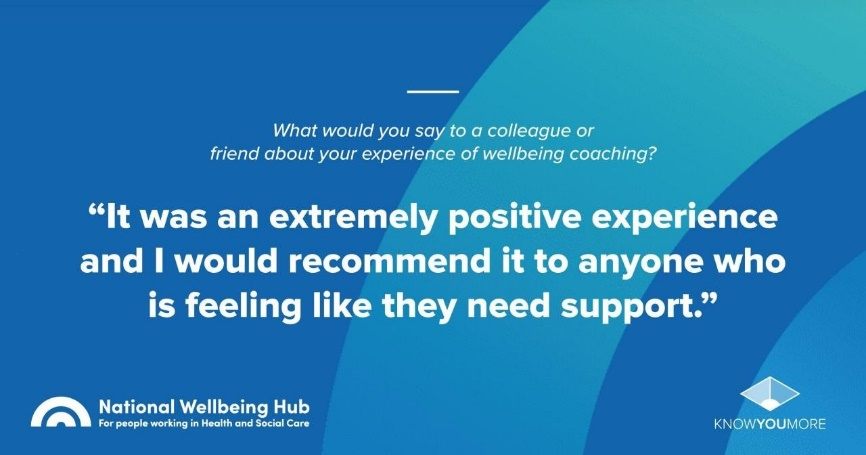 What would you say to a colleague or
friend about your experience of wellbeing coaching?
“It was an extremely positive experience
and I would recommend it to anyone who
is feeling like they need support.”
National Wellbeing Hub
For people working in Health and Social Care
KNOWYOUMORE